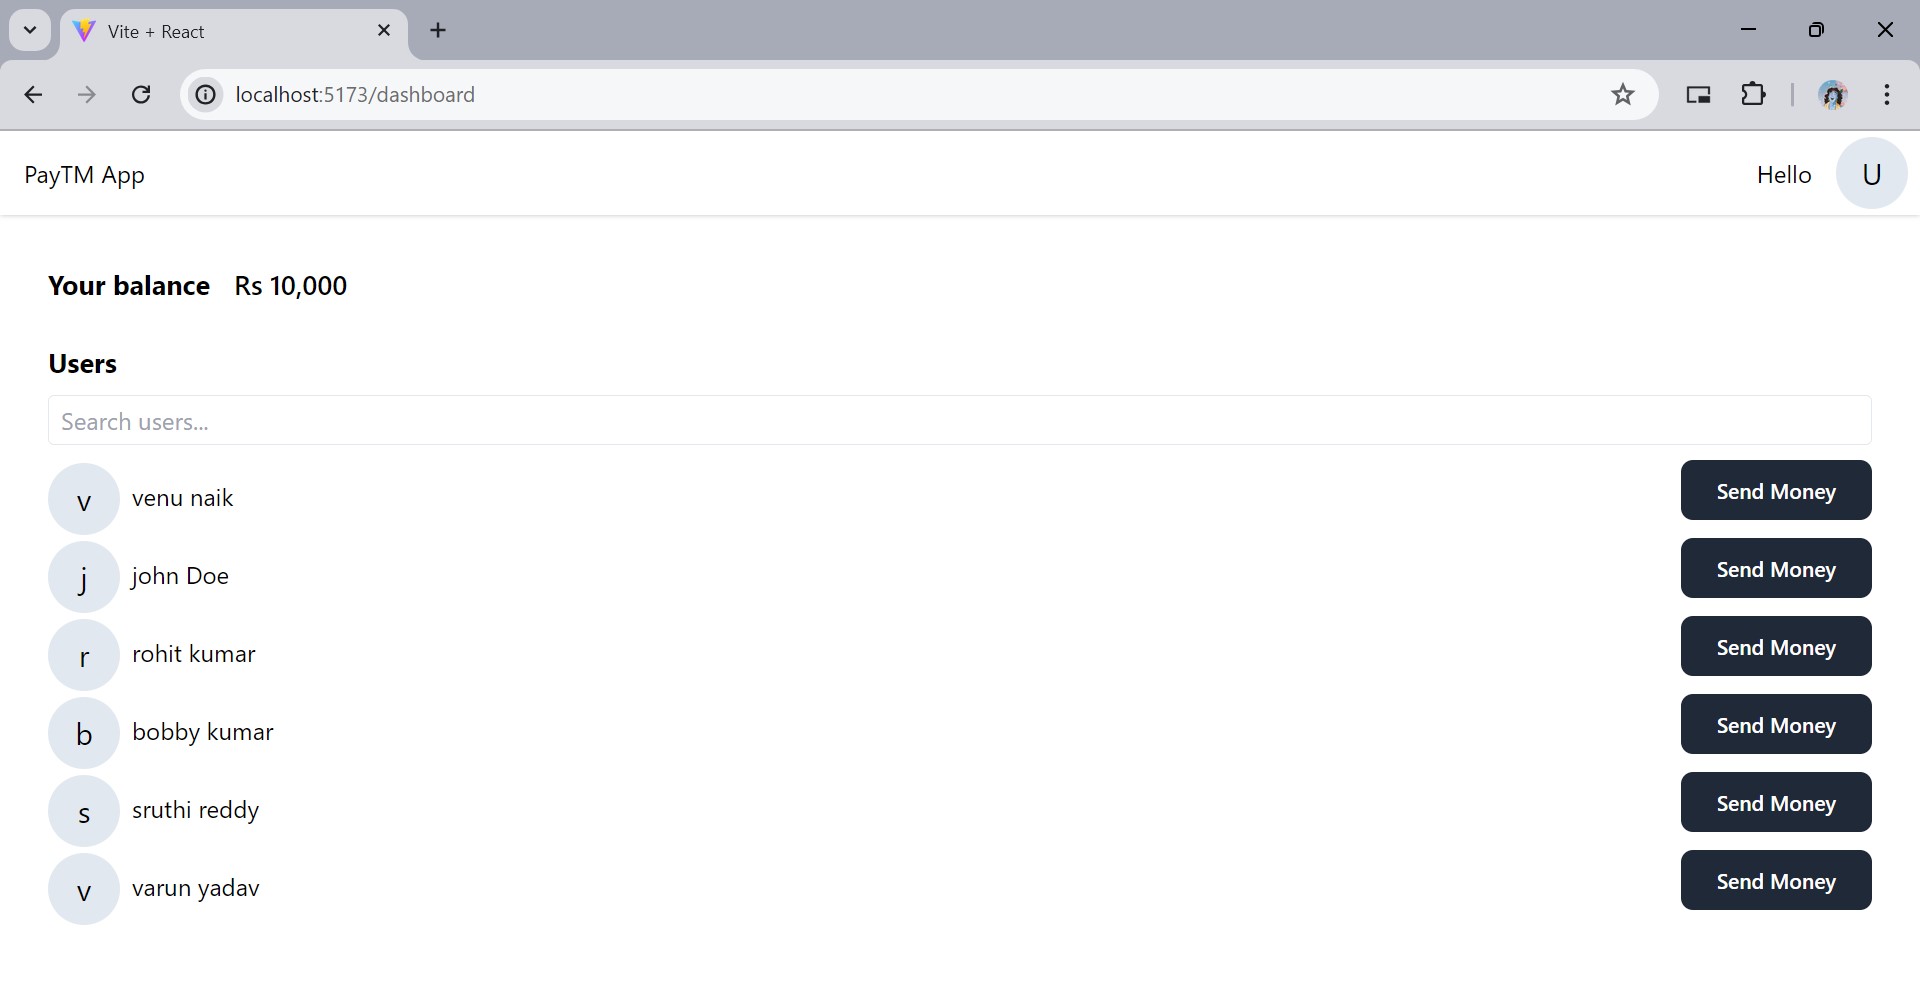 Vite + React
localhost:5173/dashboard
PayTM App
Hello U
Your balance Rs 10,000
Users
Search users...
v venu naik Send Money
j john Doe Send Money
r rohit kumar Send Money
b bobby kumar Send Money
s sruthi reddy Send Money
v varun yadav Send Money